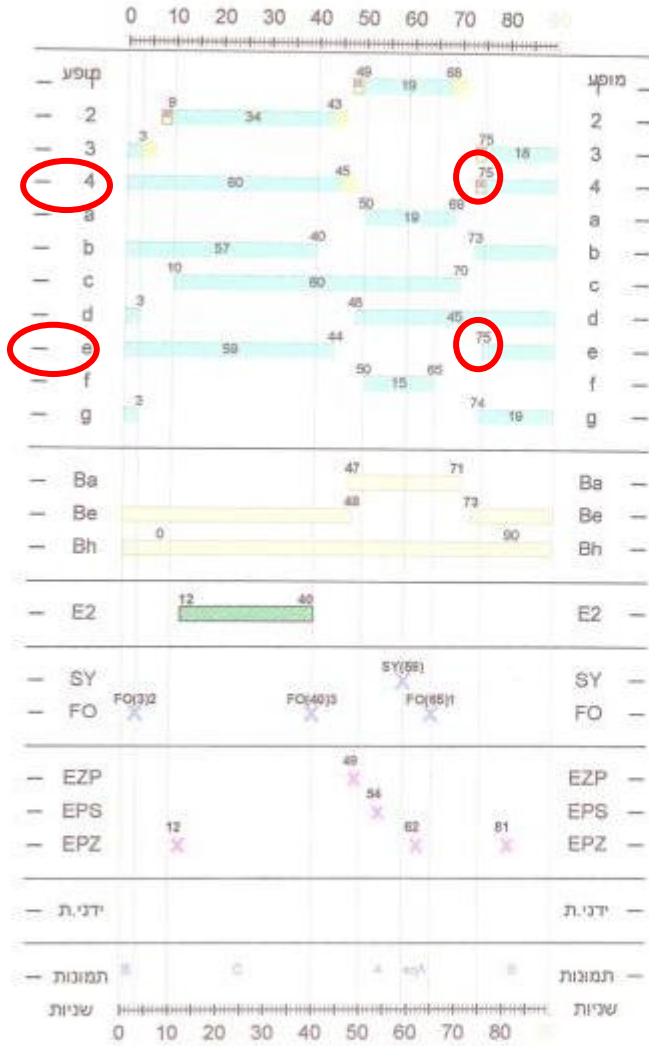 0 10 20 30 40 50 60 70 80 90
מופע 1 49 19 68 מופע
2 9 34 43 2
3 3 75 18 3
4 60 45 75 4
a 50 19 69 a
b 57 40 73 b
c 10 60 70 c
d 3 48 45 d
e 59 44 75 e
f 50 15 65 f
g 3 74 19 g
Ba 47 71 Ba
Be 48 73 Be
Bh 0 90 Bh
E2 12 40 E2
SY SY(59) SY
FO FO(3)2 FO(40)3 FO(65)1 FO
EZP 49 EZP
EPS 54 EPS
EPZ 12 62 81 EPZ
ידני.ת ידני.ת
תמונות C A תמונות
שניות שניות
0 10 20 30 40 50 60 70 80